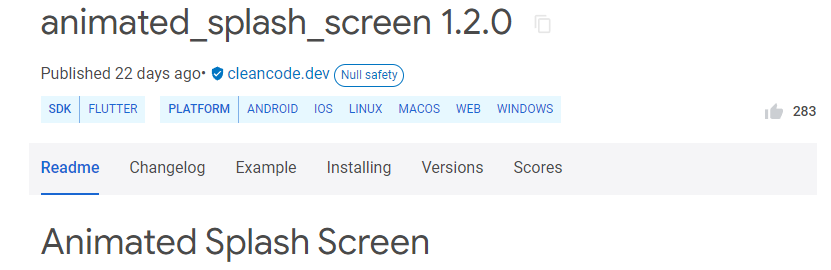 animated_splash_screen 1.2.0
Published 22 days ago• cleancode.dev Null safety
SDK FLUTTER PLATFORM ANDROID IOS LINUX MACOS WEB WINDOWS
283
Readme Changelog Example Installing Versions Scores
Animated Splash Screen